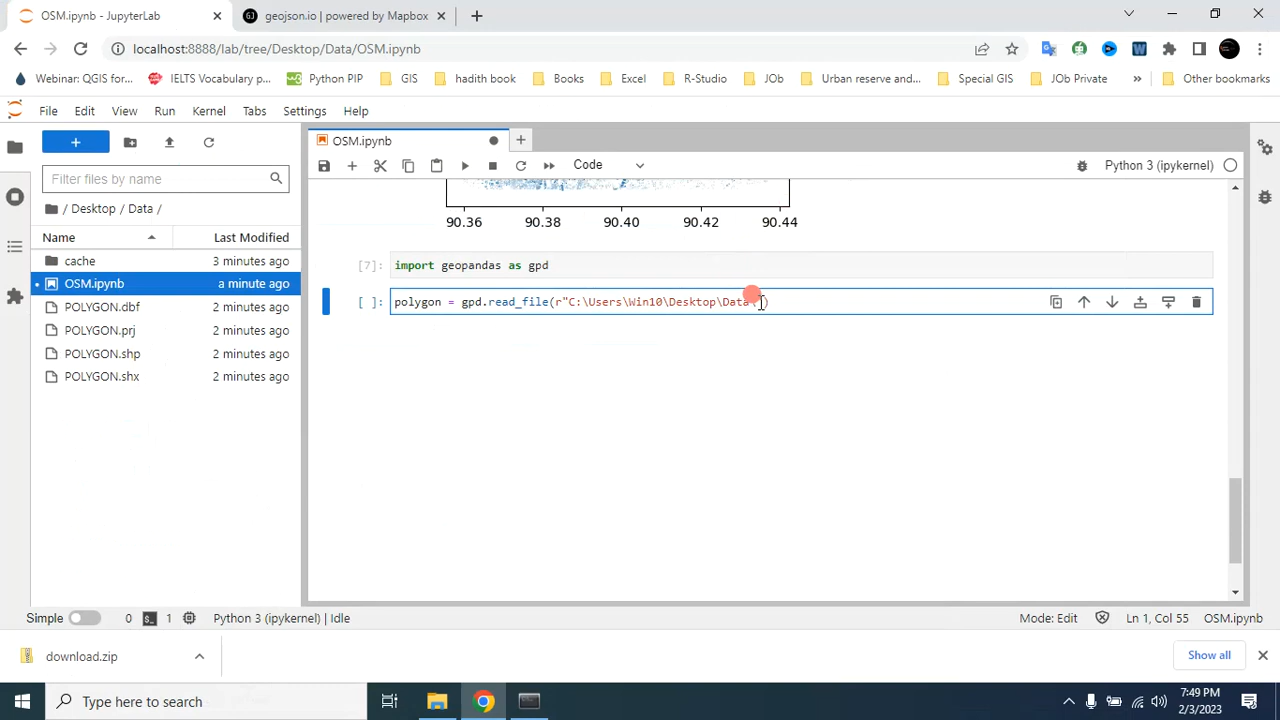 OSM.ipynb - JupyterLab
geojson.io | powered by Mapbox
localhost:8888/lab/tree/Desktop/Data/OSM.ipynb
Webinar: QGIS for...
IELTS Vocabulary p...
Python PIP
GIS
hadith book
Books
Excel
R-Studio
JOb
Urban reserve and...
Special GIS
JOb Private
»
Other bookmarks
File Edit View Run Kernel Tabs Settings Help
OSM.ipynb
Code
Python 3 (ipykernel)
Filter files by name
/ Desktop / Data /
Name Last Modified
cache 3 minutes ago
OSM.ipynb a minute ago
POLYGON.dbf 2 minutes ago
POLYGON.prj 2 minutes ago
POLYGON.shp 2 minutes ago
POLYGON.shx 2 minutes ago
90.36 90.38 90.40 90.42 90.44
[7]: import geopandas as gpd
[ ]: polygon = gpd.read_file(r"C:\Users\Win10\Desktop\Data\")
Simple 0 1 Python 3 (ipykernel) | Idle
Mode: Edit Ln 1, Col 55 OSM.ipynb
download.zip
Show all
Type here to search
7:49 PM
2/3/2023